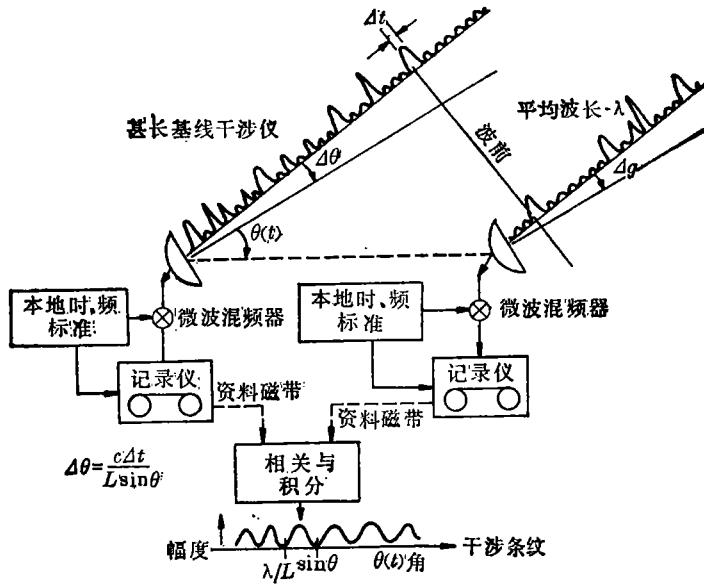 Δt
甚长基线干涉仪
平均波长-λ
Δθ
波前
Δg
θ(t)
本地时、频
标准
微波混频器
本地时、频
标准
微波混频器
记录仪
记录仪
资料磁带
资料磁带
Δθ=cΔt/L sinθ
相关与
积分
幅度
λ/L sinθ
θ(t)角
干涉条纹